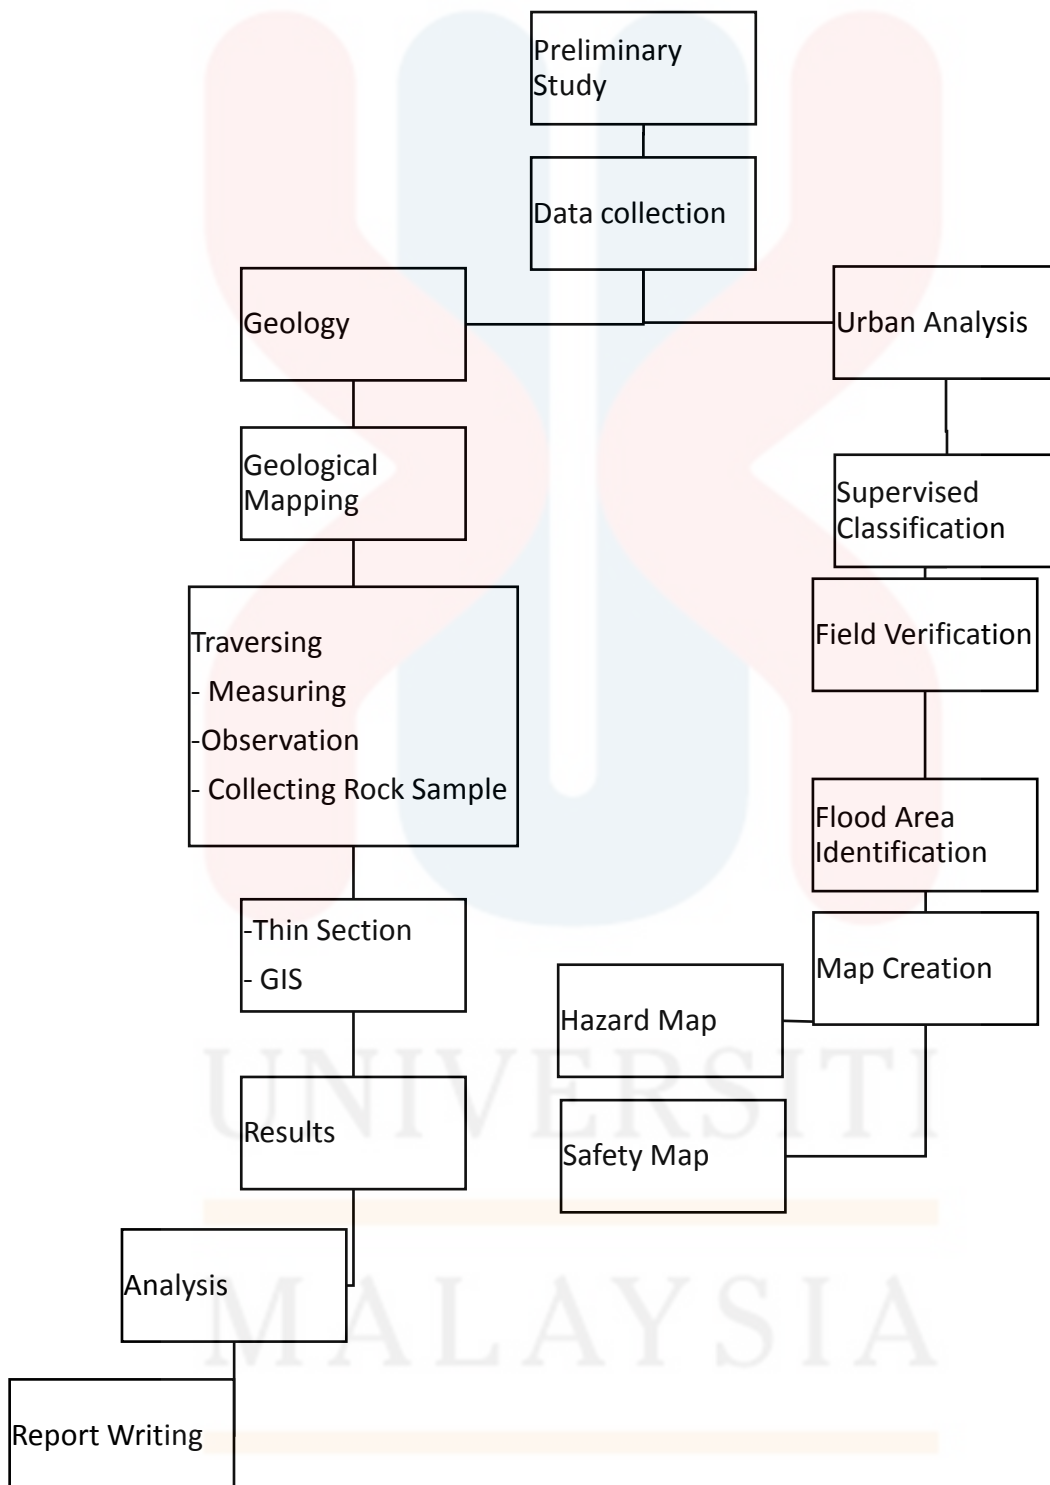 Preliminary
Study
Data collection
Geology
Urban Analysis
Geological
Mapping
Supervised
Classification
Traversing
- Measuring
-Observation
- Collecting Rock Sample
Field Verification
Flood Area
Identification
-Thin Section
- GIS
Map Creation
Hazard Map
Results
Safety Map
Analysis
Report Writing
UNIVERSITI
MALAYSIA